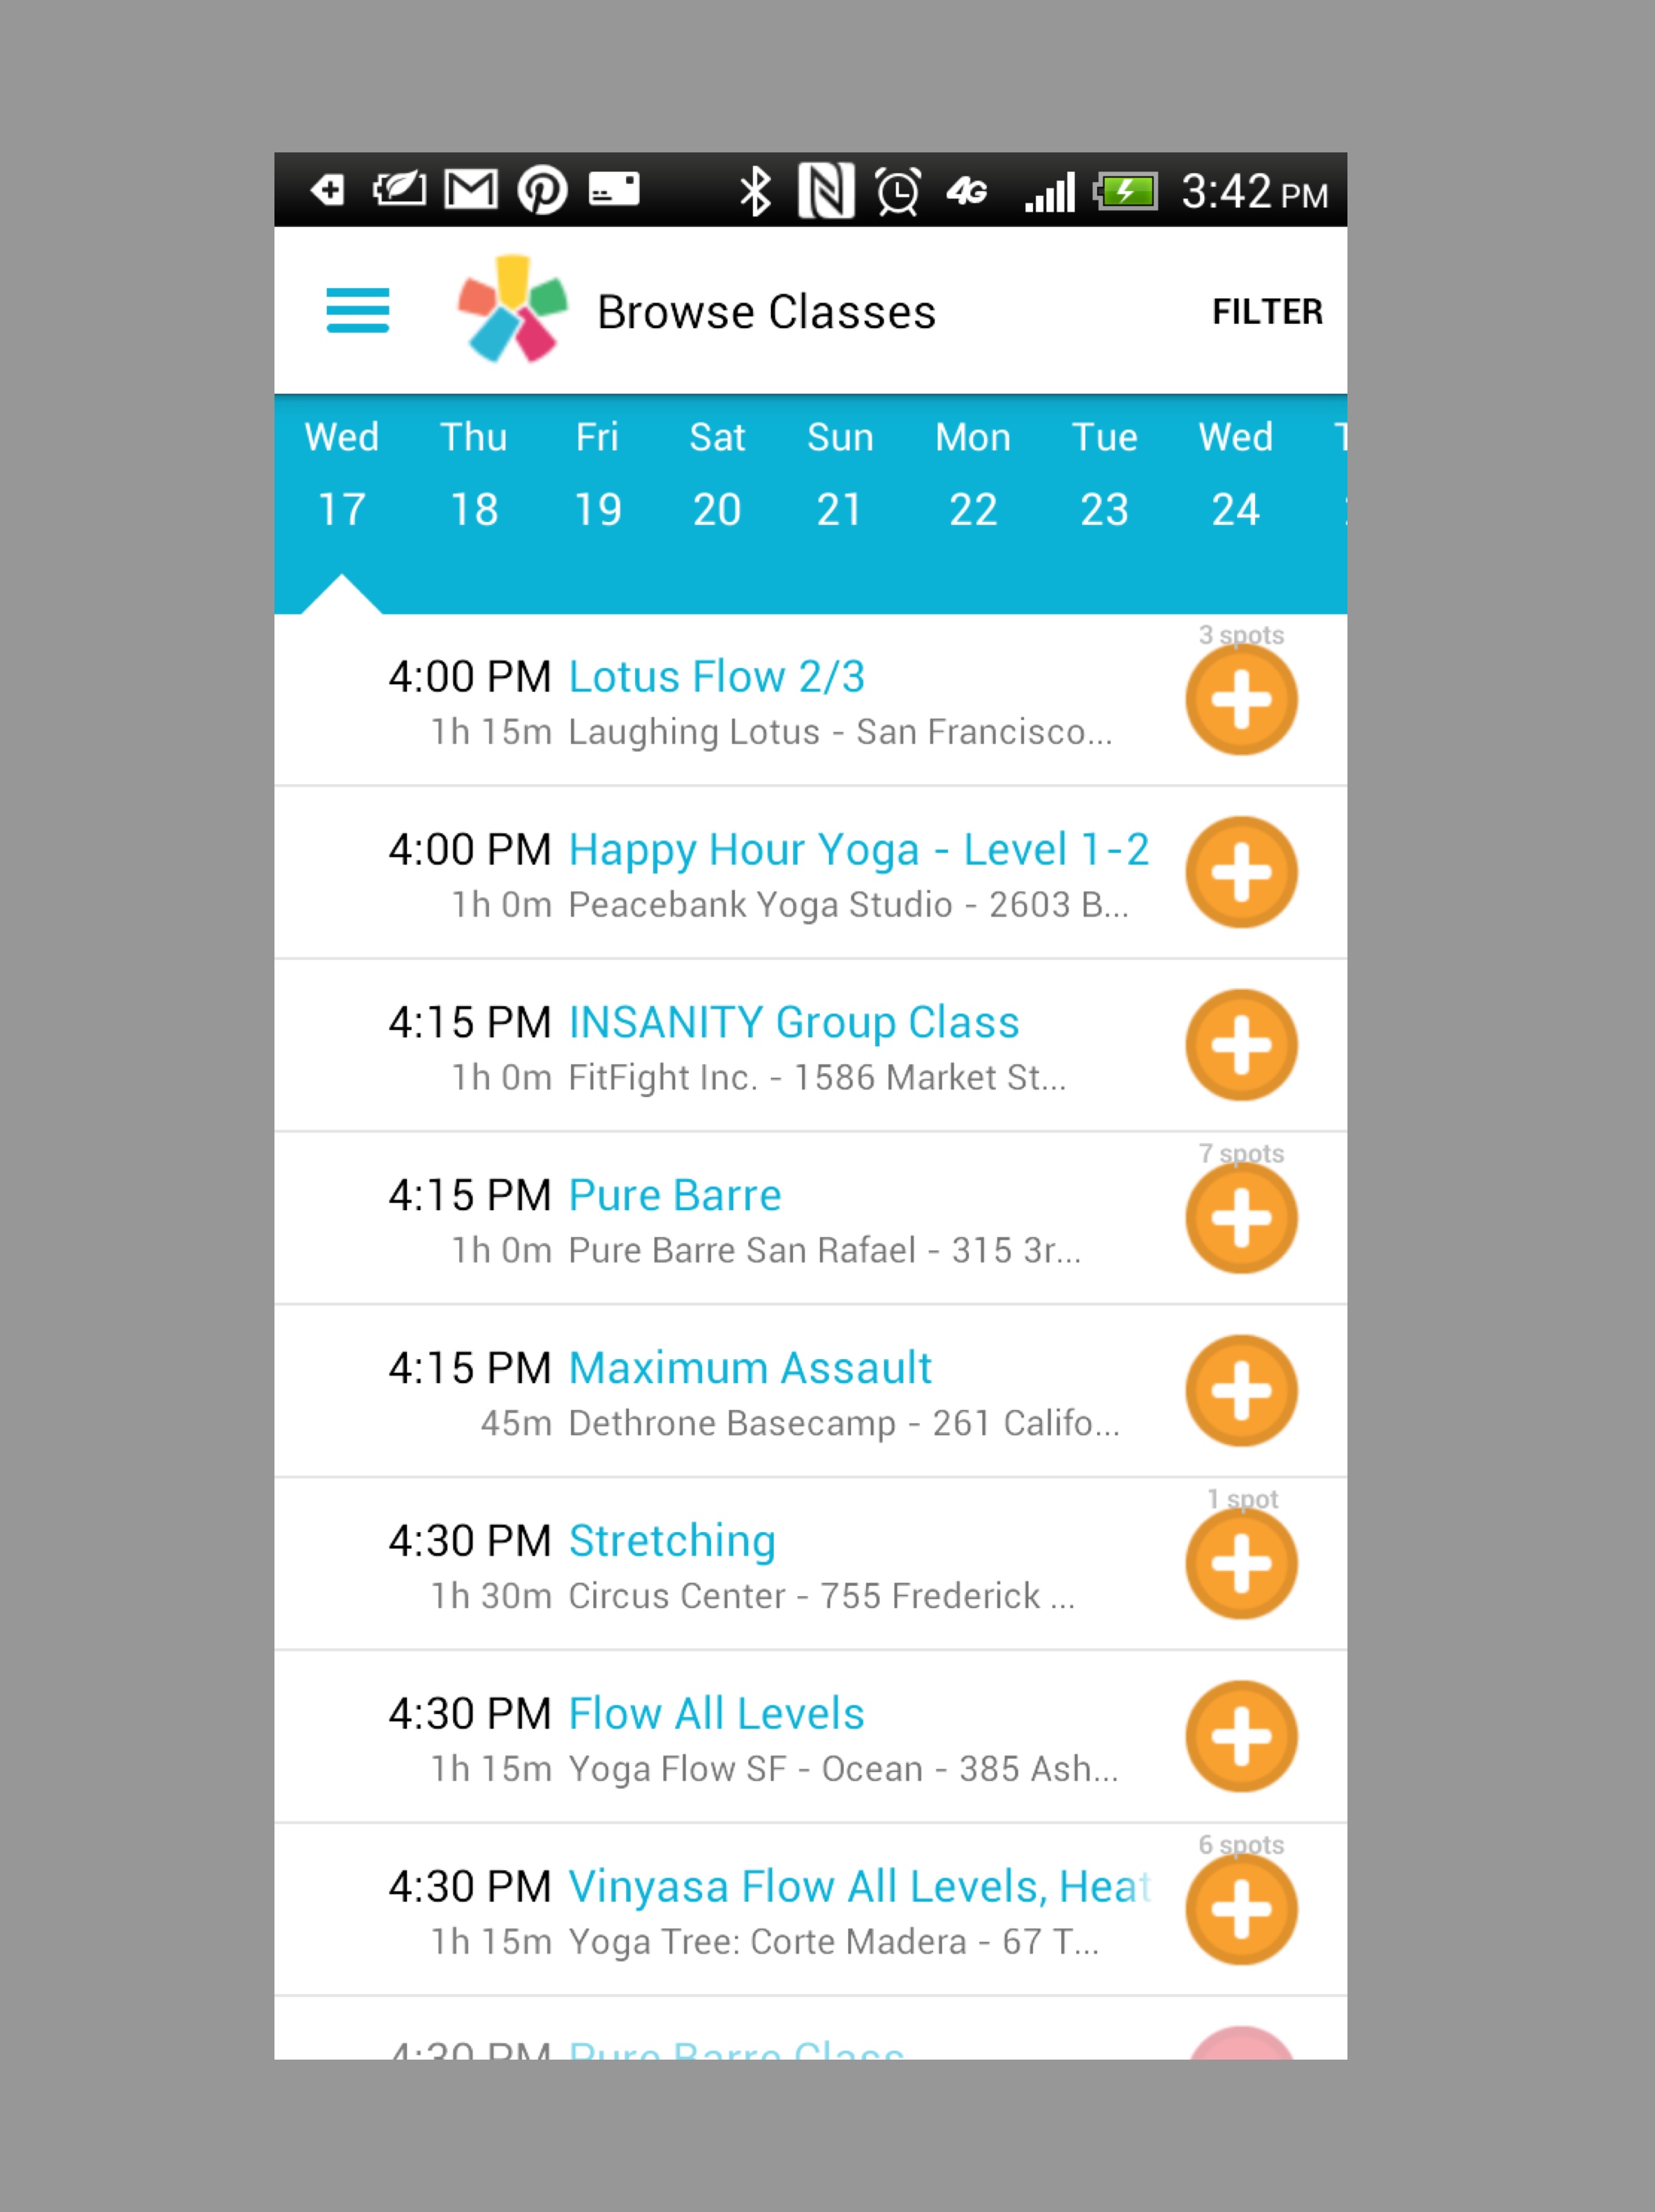 3:42 PM
Browse Classes
FILTER
Wed Thu Fri Sat Sun Mon Tue Wed
17 18 19 20 21 22 23 24
3 spots
4:00 PM Lotus Flow 2/3
1h 15m Laughing Lotus - San Francisco...
4:00 PM Happy Hour Yoga - Level 1-2
1h 0m Peacebank Yoga Studio - 2603 B...
4:15 PM INSANITY Group Class
1h 0m FitFight Inc. - 1586 Market St...
7 spots
4:15 PM Pure Barre
1h 0m Pure Barre San Rafael - 315 3r...
4:15 PM Maximum Assault
45m Dethrone Basecamp - 261 Califo...
1 spot
4:30 PM Stretching
1h 30m Circus Center - 755 Frederick ...
4:30 PM Flow All Levels
1h 15m Yoga Flow SF - Ocean - 385 Ash...
6 spots
4:30 PM Vinyasa Flow All Levels, Heat
1h 15m Yoga Tree: Corte Madera - 67 T...
4:30 PM Pure Barre Class